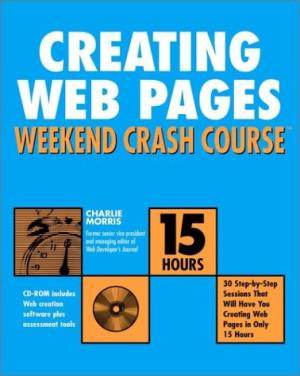 CREATING
WEB PAGES
WEEKEND CRASH COURSE™
CHARLIE
MORRIS
Former senior vice president
and managing editor of
Web Developer's Journal
15
HOURS
CD-ROM includes
Web creation
software plus
assessment tools
30 Step-by-Step
Sessions That
Will Have You
Creating Web
Pages in Only
15 Hours